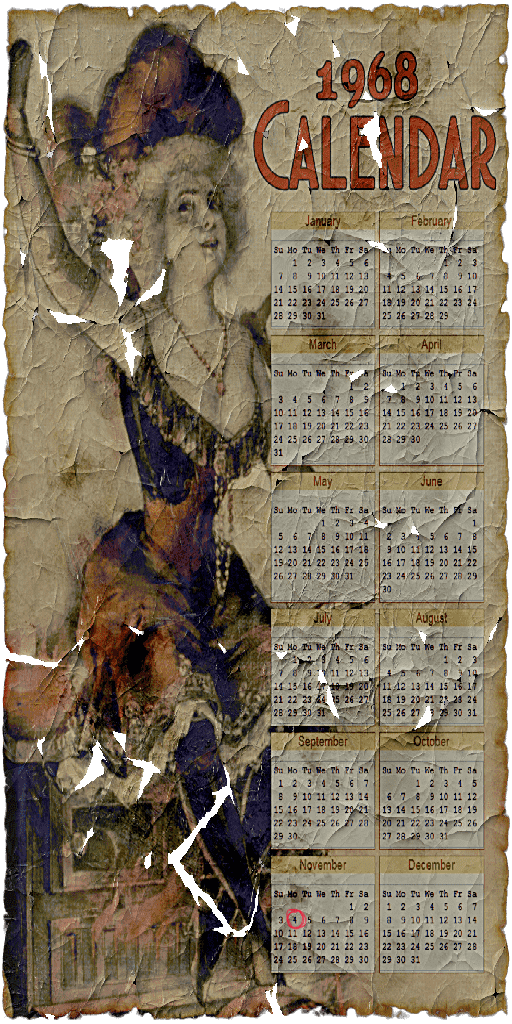 1968
CALENDAR
January
Su Mo Tu We Th Fr Sa
1 2 3 4 5 6
7 8 9 10 11 12 13
14 15 16 17 18 19 20
21 22 23 24 25 26 27
28 29 30 31
February
Su Mo Tu We Th Fr Sa
1 2 3
4 5 6 8 9 10
11 12 13 14 15 16 17
18 19 20 21 22 23 24
25 26 27 28 29
March
Su Mo Tu We Th Fr Sa
1 2
3 4 5 6 7 8 9
10 11 12 13 14 15 16
17 18 19 20 21 22 23
24 25 26 27 28 29 30
31
April
Su Mo Tu We Th Fr Sa
1 2 3 4 5 6
7 8 9 10 11 12 13
14 15 16 17 18 19 20
21 22 23 24 25 26 27
28 29 30
May
Su Mo Tu We Th Fr Sa
1 2 3 4
5 6 7 8 9 10 11
12 13 14 15 16 17 18
19 20 21 22 23 24 25
26 27 28 29 30 31
June
Su Mo Tu We Th Fr Sa
1
2 3 4 5 6 7 8
9 10 11 12 13 14 15
16 17 18 19 20 21 22
23 24 25 26 27 28 29
30
July
Su Mo Tu We Th Fr Sa
2 3 4 5 6
7 8 9 10 11 12 13
14 15 16 17 18 19 20
21 22 23 24 25 26 27
28 29 30 31
August
Su Mo Tu We Th Fr Sa
1 2 3
4 5 6 7 8 9 10
11 12 13 14 15 16 17
18 19 20 21 22 23 24
25 26 27 28 29 30 31
September
Su Mo Tu We Th Fr Sa
1 2 3 4 5 6 7
8 9 10 11 12 13 14
15 16 17 18 19 20 21
22 23 24 25 26 27 28
29 30
October
Su Mo Tu We Th Fr Sa
1 2 3 4 5
6 7 8 9 10 11 12
13 14 15 16 17 18 19
20 21 22 23 24 25 26
27 28 29 30 31
November
Su Mo Tu We Th Fr Sa
1 2
3 4 5 6 7 8 9
10 11 12 13 14 15 16
17 18 19 20 21 22 23
24 25 26 27 28 29 30
December
Su Mo Tu We Th Fr Sa
1 2 3 4 5 6 7
8 9 10 11 12 13 14
15 16 17 18 19 20 21
22 23 24 25 26 27 28
29 30 31